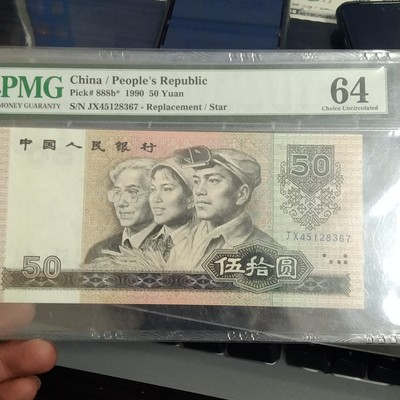 PMG
MONEY GUARANTY
China / People's Republic
Pick# 888b* 1990 50 Yuan
S/N JX45128367 - Replacement / Star
64
Choice Uncirculated
中国人民银行
50
JX45128367
50
伍拾圆